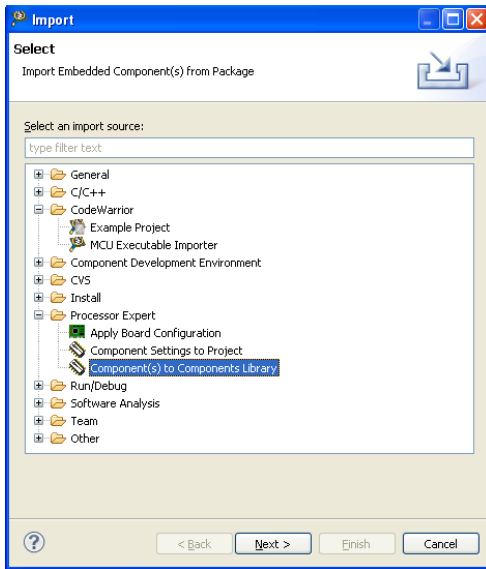 Import
Select
Import Embedded Component(s) from Package
Select an import source:
type filter text
General
C/C++
CodeWarrior
Example Project
MCU Executable Importer
Component Development Environment
CVS
Install
Processor Expert
Apply Board Configuration
Component Settings to Project
Component(s) to Components Library
Run/Debug
Software Analysis
Team
Other
? < Back Next > Finish Cancel